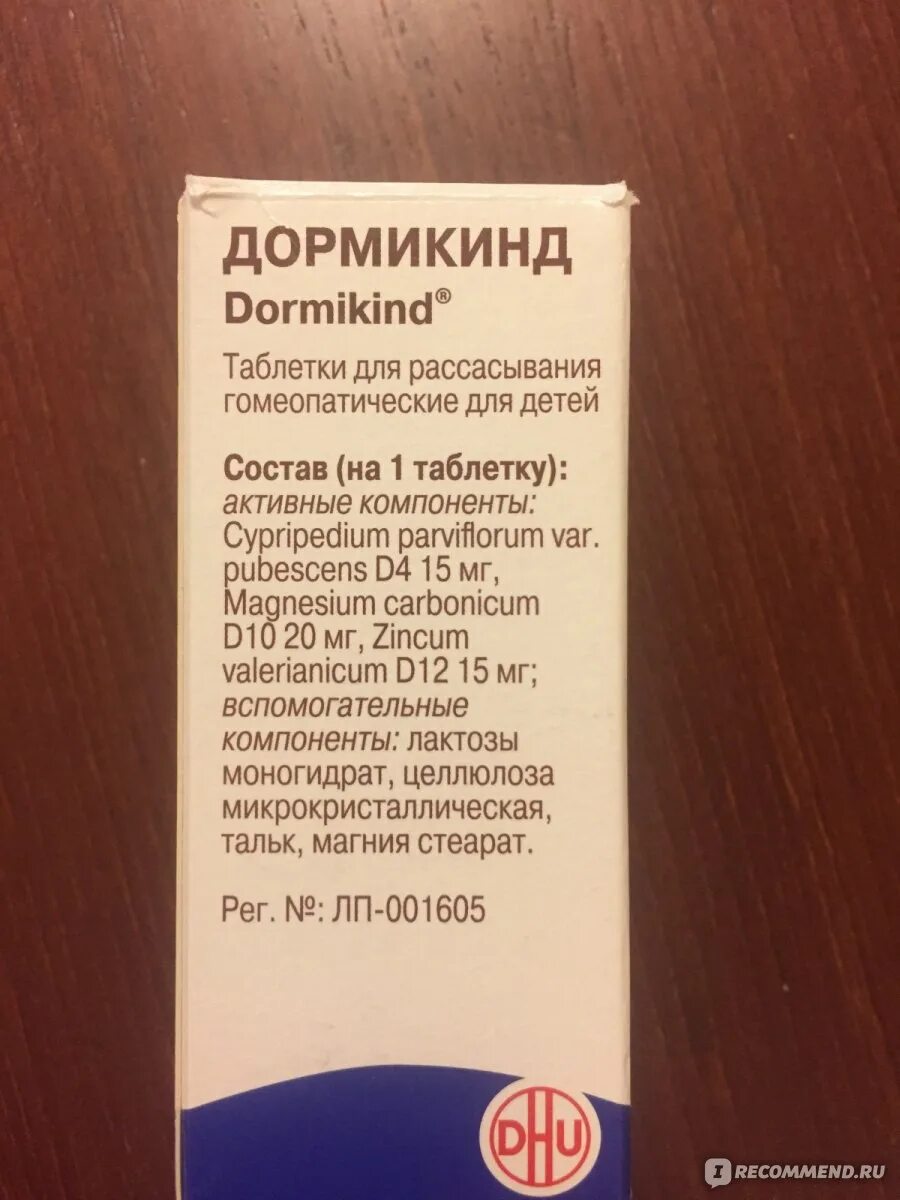 ДОРМИКИНД
Dormikind®
Таблетки для рассасывания
гомеопатические для детей
Состав (на 1 таблетку):
активные компоненты:
Cypripedium parviflorum var.
pubescens D4 15 мг,
Magnesium carbonicum
D10 20 мг, Zincum
valerianicum D12 15 мг;
вспомогательные
компоненты: лактозы
моногидрат, целлюлоза
микрокристаллическая,
тальк, магния стеарат.
Рег. №: ЛП-001605
DHU
I RECOMMEND.RU